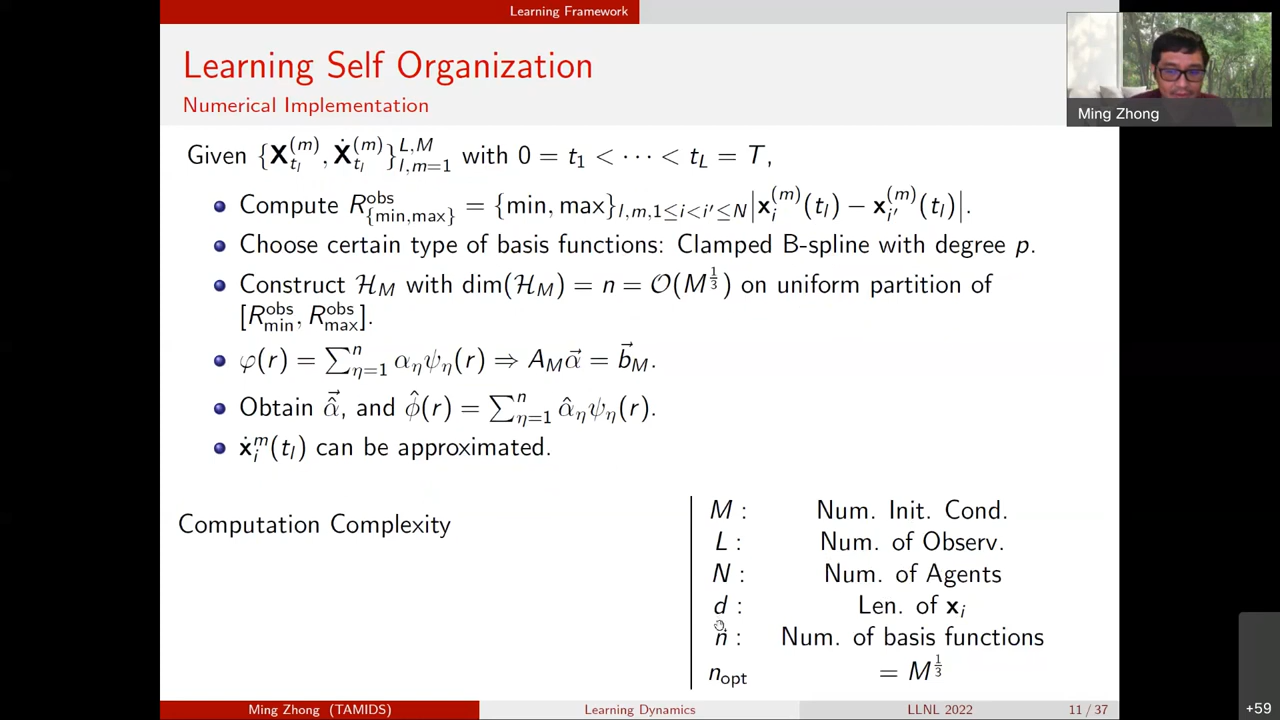 Learning Framework
Learning Self Organization
Numerical Implementation
Ming Zhong
Given {X_{t_l}^{(m)}, Ẋ_{t_l}^{(m)}}_{l,m=1}^{L,M} with 0 = t_1 < ··· < t_L = T,
Compute R^{obs}_{{min,max}} = {min, max}_{l,m,1≤i<i′≤N} |x_i^{(m)}(t_l) − x_{i′}^{(m)}(t_l)|.
Choose certain type of basis functions: Clamped B-spline with degree p.
Construct ℋ_M with dim(ℋ_M) = n = 𝒪(M^{1/3}) on uniform partition of
[R^{obs}_{min}, R^{obs}_{max}].
φ(r) = ∑_{η=1}^{n} α_η ψ_η(r) ⇒ A_M α⃗ = b⃗_M.
Obtain α̂⃗, and ϕ̂(r) = ∑_{η=1}^{n} α̂_η ψ_η(r).
ẋ_i^m(t_l) can be approximated.
Computation Complexity
M : Num. Init. Cond.
L : Num. of Observ.
N : Num. of Agents
d : Len. of x_i
n : Num. of basis functions
n_{opt} = M^{1/3}
Ming Zhong (TAMIDS)
Learning Dynamics
LLNL 2022
11 / 37
+59